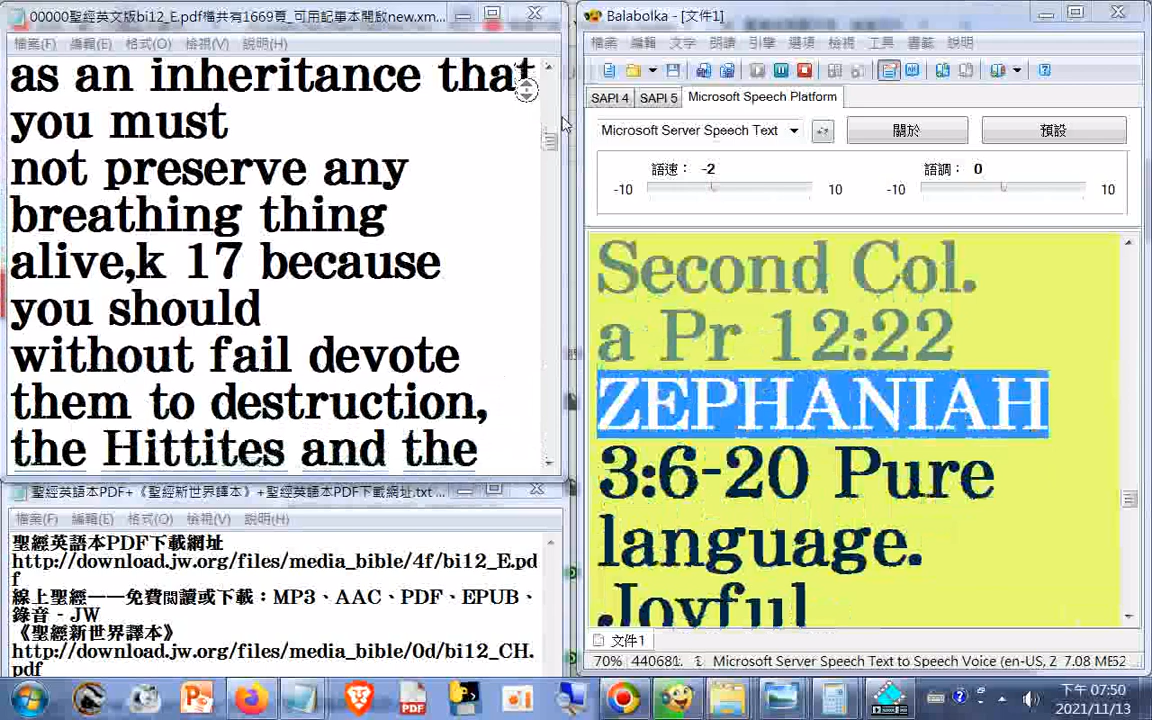 00000聖經英文版bi12_E.pdf檔共有1669頁_可用記事本開啟new.xm...
檔案(F) 編輯(E) 格式(O) 檢視(V) 說明(H)
as an inheritance that
you must
not preserve any
breathing thing
alive,k 17 because
you should
without fail devote
them to destruction,
the Hittites and the
聖經英語本PDF+《聖經新世界譯本》+聖經英語本PDF下載網址.txt ...
檔案(F) 編輯(E) 格式(O) 檢視(V) 說明(H)
聖經英語本PDF下載網址
http://download.jw.org/files/media_bible/4f/bi12_E.pd
f
線上聖經——免費閱讀或下載：MP3、AAC、PDF、EPUB、
錄音 - JW
《聖經新世界譯本》
http://download.jw.org/files/media_bible/0d/bi12_CH.
pdf
Balabolka - [文件1]
檔案 編輯 文字 朗讀 引擎 選項 檢視 工具 書籤 說明
SAPI 4 SAPI 5 Microsoft Speech Platform
Microsoft Server Speech Text 關於 預設
語速： -2 語調： 0
-10 10 -10 10
Second Col.
a Pr 12:22
ZEPHANIAH
3:6-20 Pure
language.
Joyful
文件1
70% 440681. Microsoft Server Speech Text to Speech Voice (en-US, Z 7.08 ME52
下午 07:50
2021/11/13